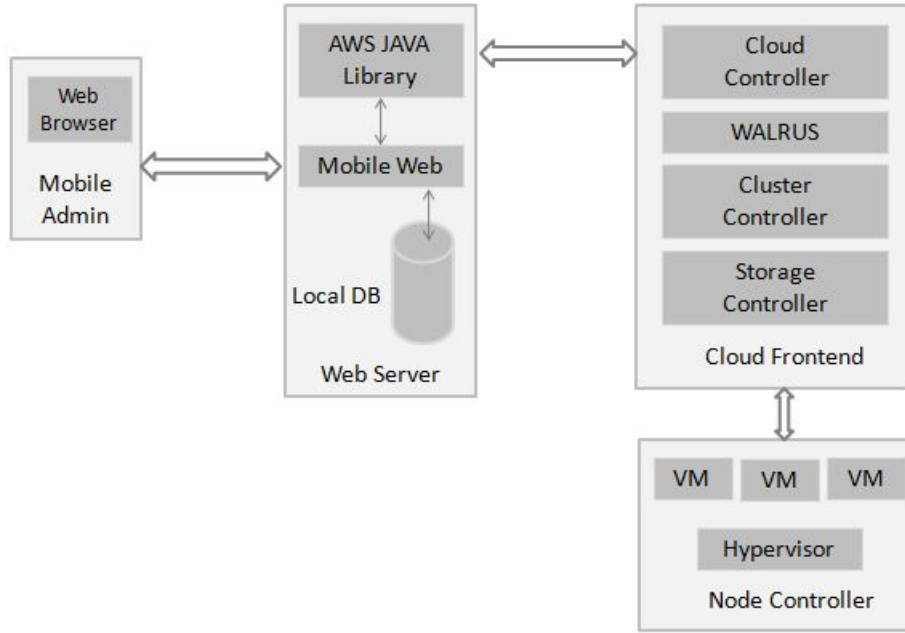 Web
Browser
Mobile
Admin
AWS JAVA
Library
Mobile Web
Local DB
Web Server
Cloud
Controller
WALRUS
Cluster
Controller
Storage
Controller
Cloud Frontend
VM
VM
VM
Hypervisor
Node Controller